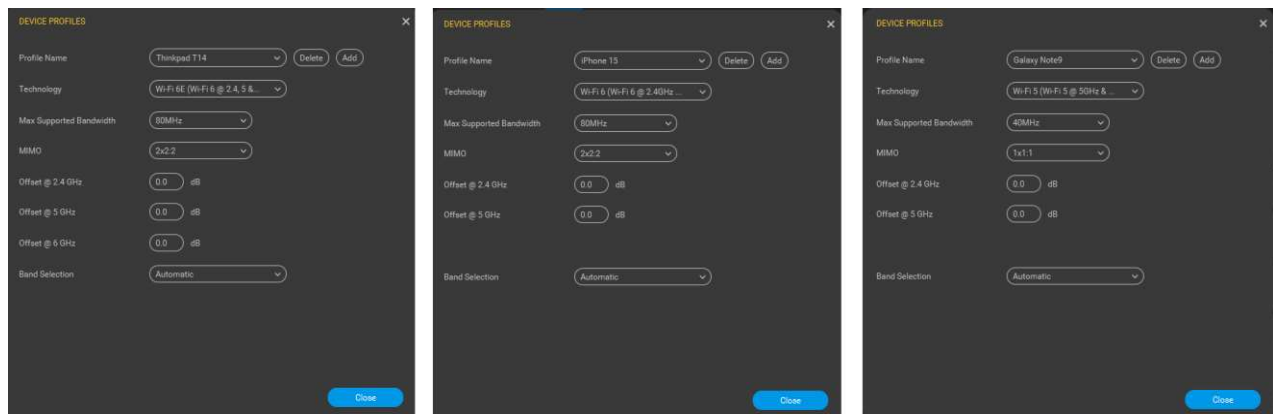 DEVICE PROFILES
Profile Name Thinkpad T14 Delete Add
Technology Wi-Fi 6E (Wi-Fi 6 @ 2.4, 5 &...
Max Supported Bandwidth 80MHz
MIMO 2x2:2
Offset @ 2.4 GHz 0.0 dB
Offset @ 5 GHz 0.0 dB
Offset @ 6 GHz 0.0 dB
Band Selection Automatic
Close
DEVICE PROFILES
Profile Name iPhone 15 Delete Add
Technology Wi-Fi 6 (Wi-Fi 6 @ 2.4GHz ...
Max Supported Bandwidth 80MHz
MIMO 2x2:2
Offset @ 2.4 GHz 0.0 dB
Offset @ 5 GHz 0.0 dB
Band Selection Automatic
Close
DEVICE PROFILES
Profile Name Galaxy Note9 Delete Add
Technology Wi-Fi 5 (Wi-Fi 5 @ 5GHz & ...
Max Supported Bandwidth 40MHz
MIMO 1x1:1
Offset @ 2.4 GHz 0.0 dB
Offset @ 5 GHz 0.0 dB
Band Selection Automatic
Close